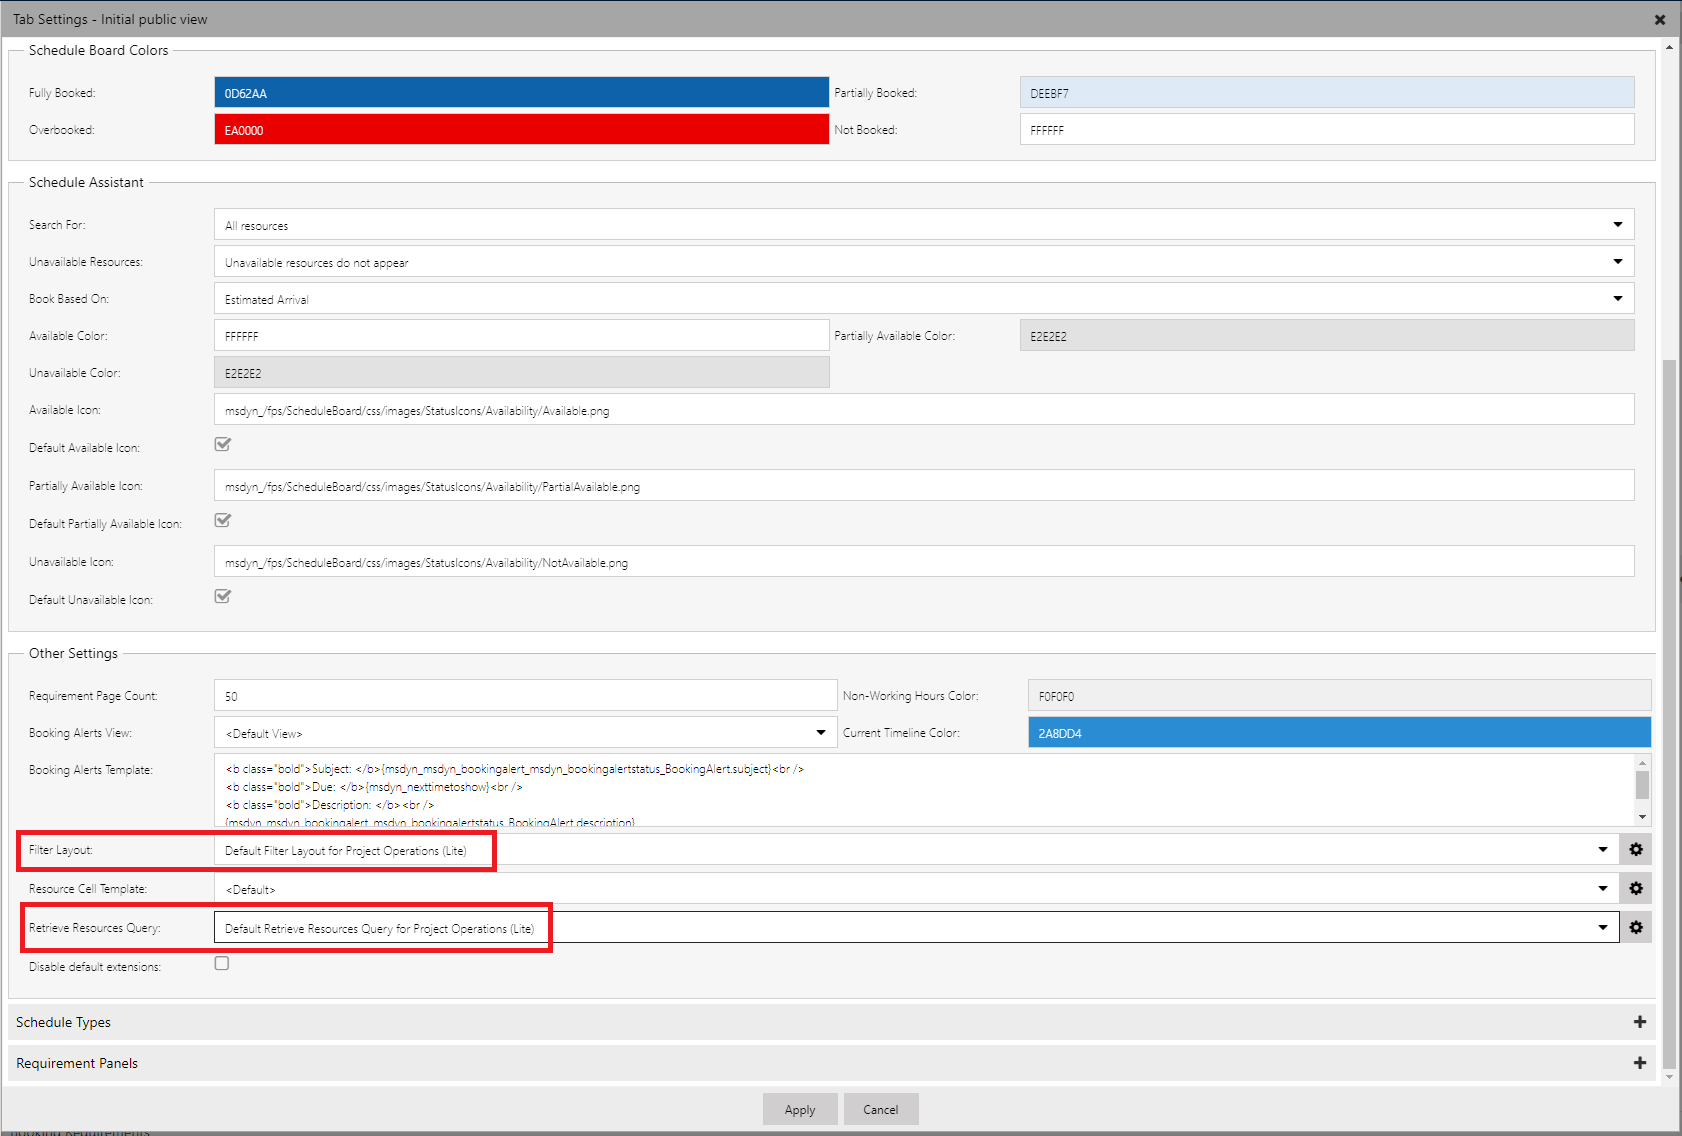 Tab Settings - Initial public view
Schedule Board Colors
Fully Booked: 0D62AA Partially Booked: DEEBF7
Overbooked: EA0000 Not Booked: FFFFFF
Schedule Assistant
Search For: All resources
Unavailable Resources: Unavailable resources do not appear
Book Based On: Estimated Arrival
Available Color: FFFFFF Partially Available Color: E2E2E2
Unavailable Color: E2E2E2
Available Icon: msdyn_/fps/ScheduleBoard/css/images/StatusIcons/Availability/Available.png
Default Available Icon:
Partially Available Icon: msdyn_/fps/ScheduleBoard/css/images/StatusIcons/Availability/PartialAvailable.png
Default Partially Available Icon:
Unavailable Icon: msdyn_/fps/ScheduleBoard/css/images/StatusIcons/Availability/NotAvailable.png
Default Unavailable Icon:
Other Settings
Requirement Page Count: 50 Non-Working Hours Color: F0F0F0
Booking Alerts View: <Default View> Current Timeline Color: 2A8DD4
Booking Alerts Template: <b class="bold">Subject: </b>{msdyn_msdyn_bookingalert_msdyn_bookingalertstatus_BookingAlert.subject}<br />
<b class="bold">Due: </b>{msdyn_nexttimetoshow}<br />
<b class="bold">Description: </b><br />
{msdyn_msdyn_bookingalert_msdyn_bookingalertstatus_BookingAlert.description}
Filter Layout: Default Filter Layout for Project Operations (Lite)
Resource Cell Template: <Default>
Retrieve Resources Query: Default Retrieve Resources Query for Project Operations (Lite)
Disable default extensions:
Schedule Types
Requirement Panels
Apply Cancel
Booking Requirements